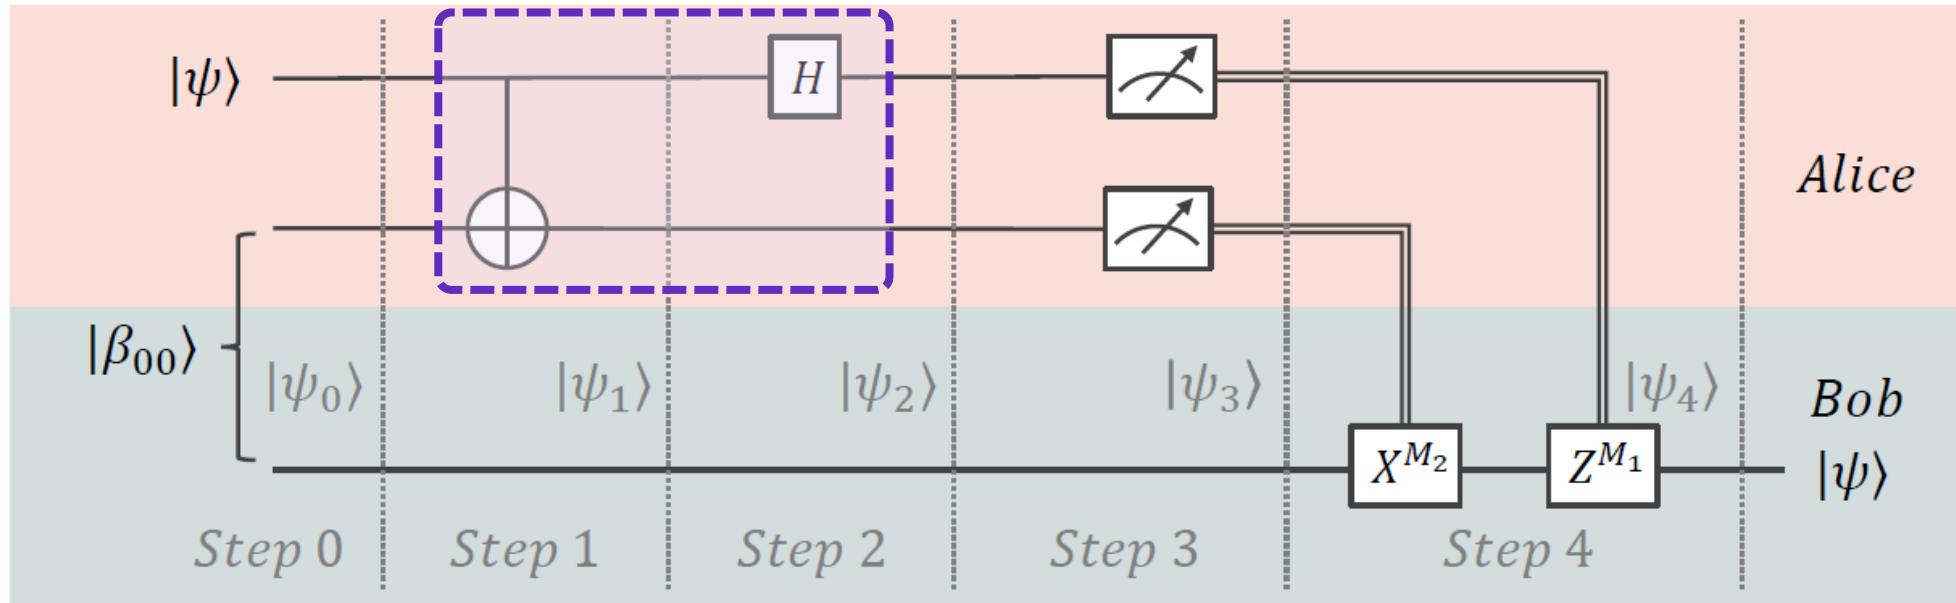 |ψ⟩
H
Alice
|β₀₀⟩
|ψ₀⟩ |ψ₁⟩ |ψ₂⟩ |ψ₃⟩ |ψ₄⟩
Bob
X^{M₂} Z^{M₁} |ψ⟩
Step 0 Step 1 Step 2 Step 3 Step 4